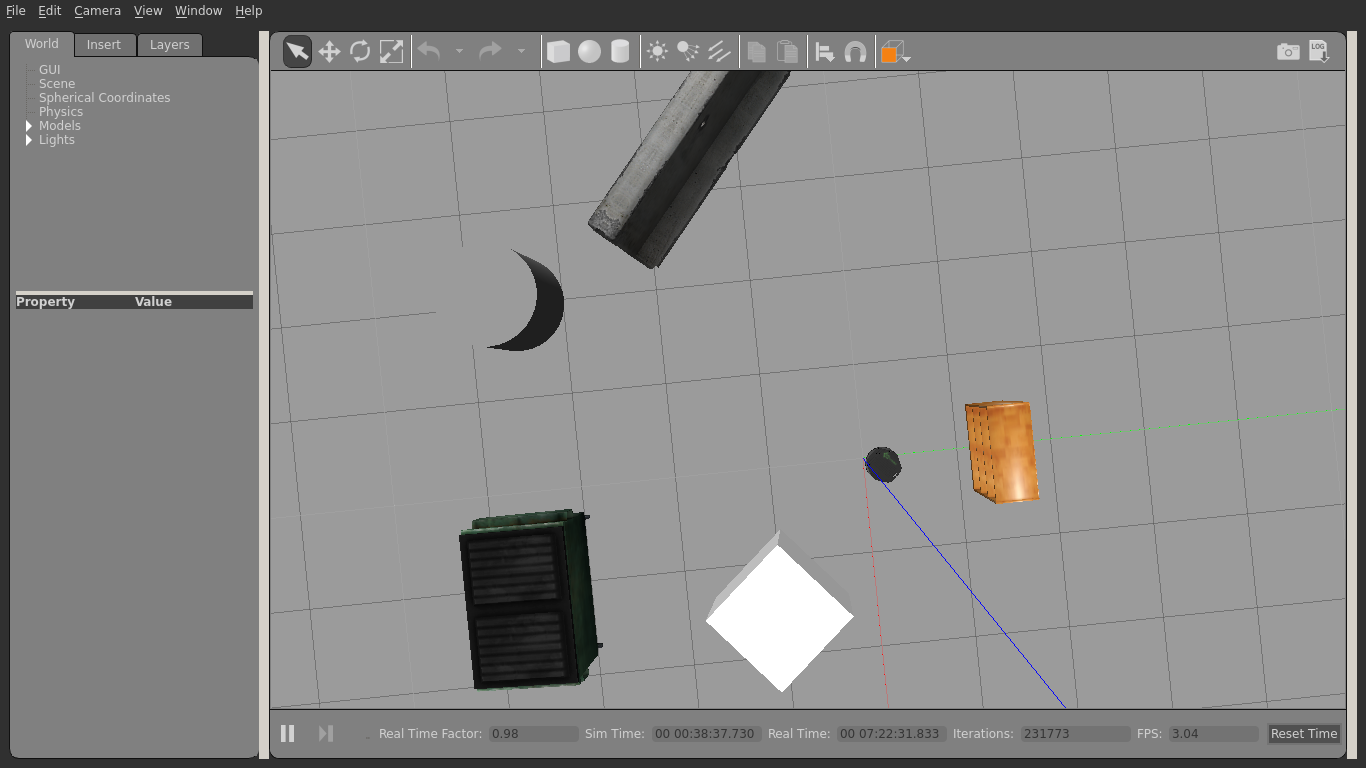 File Edit Camera View Window Help
World Insert Layers
GUI
Scene
Spherical Coordinates
Physics
Models
Lights
Property Value
LOG
Real Time Factor: 0.98 Sim Time: 00 00:38:37.730 Real Time: 00 07:22:31.833 Iterations: 231773 FPS: 3.04 Reset Time